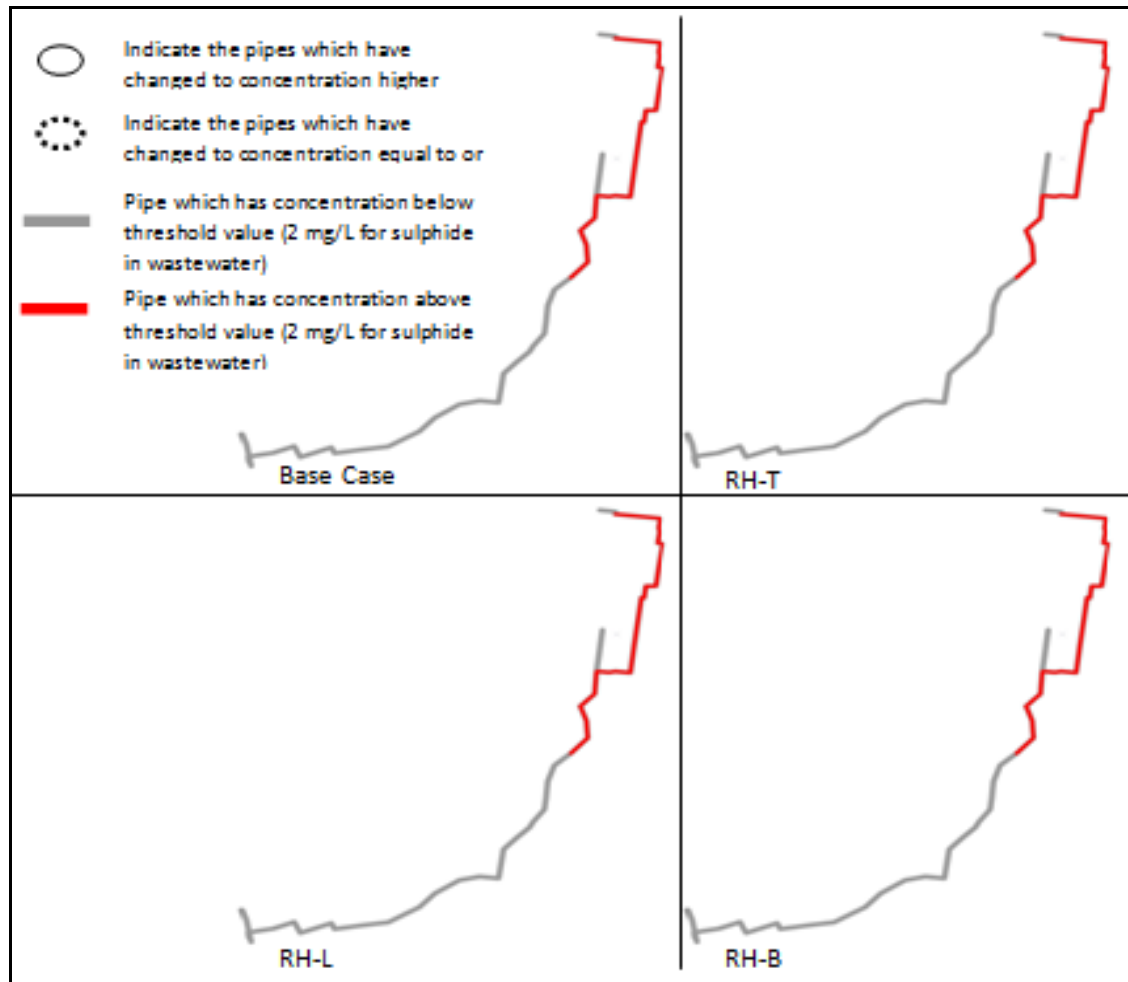 Indicate the pipes which have
changed to concentration higher
Indicate the pipes which have
changed to concentration equal to or
Pipe which has concentration below
threshold value (2 mg/L for sulphide
in wastewater)
Pipe which has concentration above
threshold value (2 mg/L for sulphide
in wastewater)
Base Case
RH-T
RH-L
RH-B